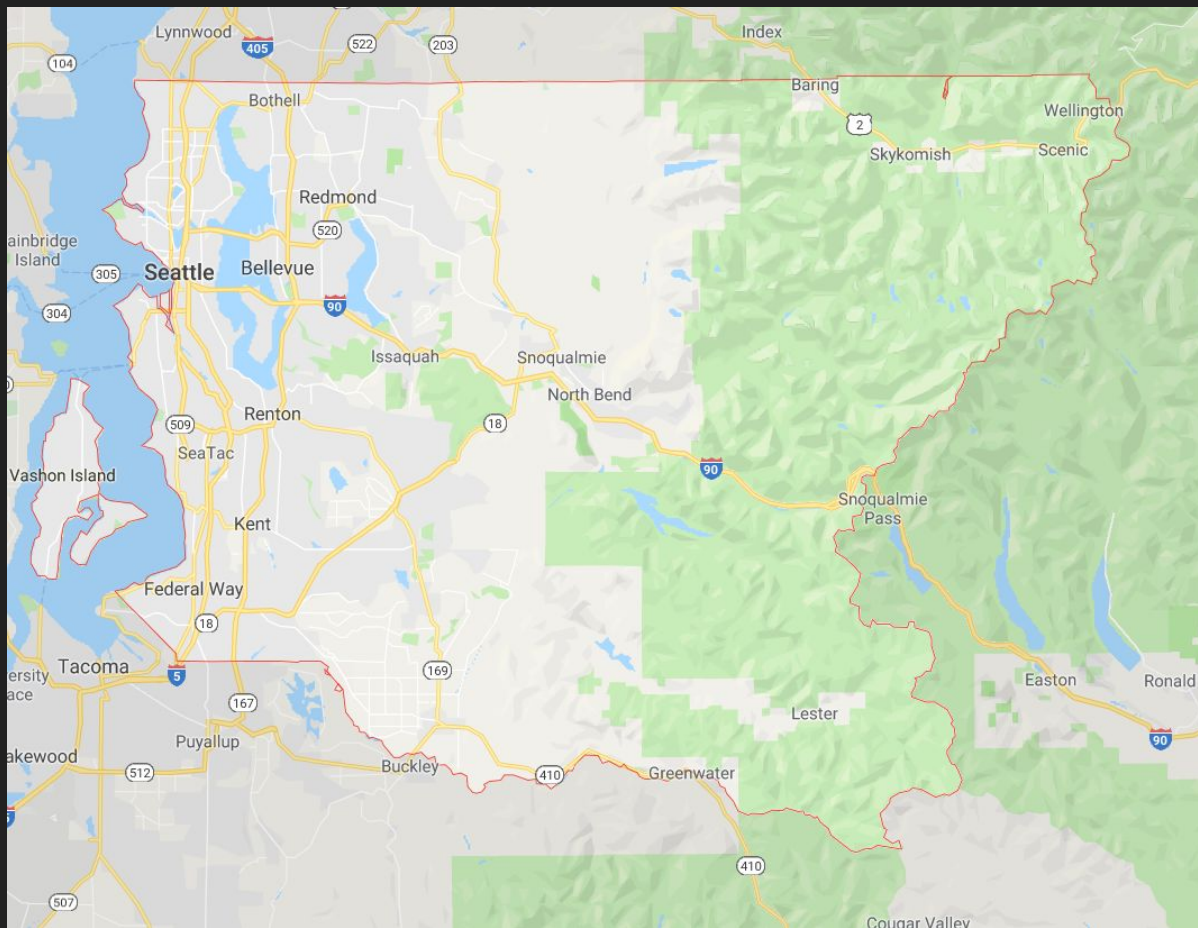 Lynnwood
405
522
203
Index
104
Bothell
Baring
2
Wellington
Skykomish
Scenic
Redmond
520
ainbridge
Island
305
Seattle
Bellevue
90
304
Issaquah
Snoqualmie
North Bend
Renton
509
18
SeaTac
Vashon Island
90
Snoqualmie
Pass
Kent
Federal Way
18
Tacoma
5
169
ersity
ace
167
Easton
Ronald
Lester
Puyallup
90
akewood
512
Buckley
410
Greenwater
410
507
Cougar Valley